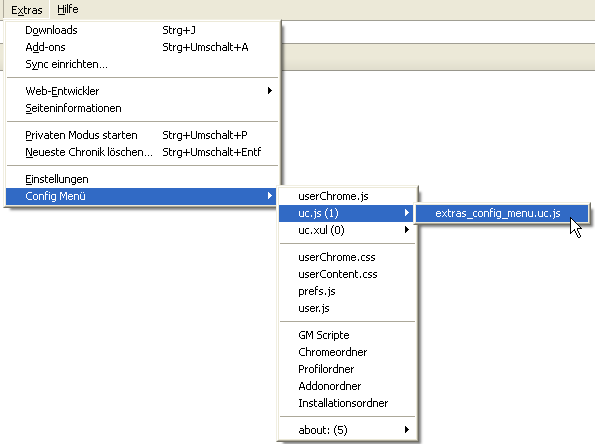 Extras Hilfe
Downloads Strg+J
Add-ons Strg+Umschalt+A
Sync einrichten...
Web-Entwickler
Seiteninformationen
Privaten Modus starten Strg+Umschalt+P
Neueste Chronik löschen... Strg+Umschalt+Entf
Einstellungen
Config Menü
userChrome.js
uc.js (1)
extras_config_menu.uc.js
uc.xul (0)
userChrome.css
userContent.css
prefs.js
user.js
GM Scripte
Chromeordner
Profilordner
Addonordner
Installationsordner
about: (5)